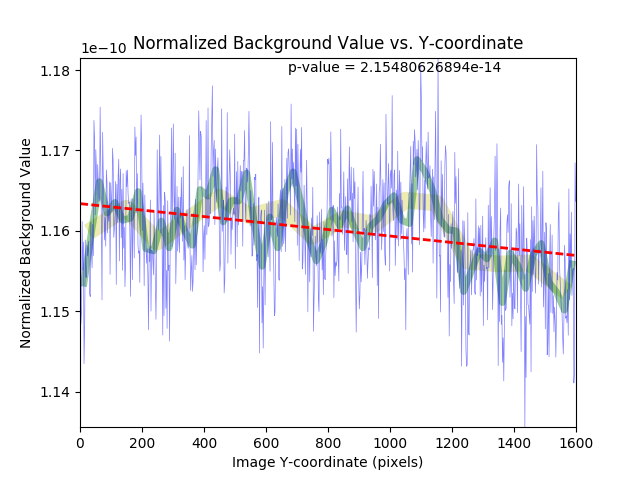 Normalized Background Value vs. Y-coordinate
1e−10
p-value = 2.15480626894e-14
1.18
1.17
1.16
1.15
1.14
Normalized Background Value
0 200 400 600 800 1000 1200 1400 1600
Image Y-coordinate (pixels)